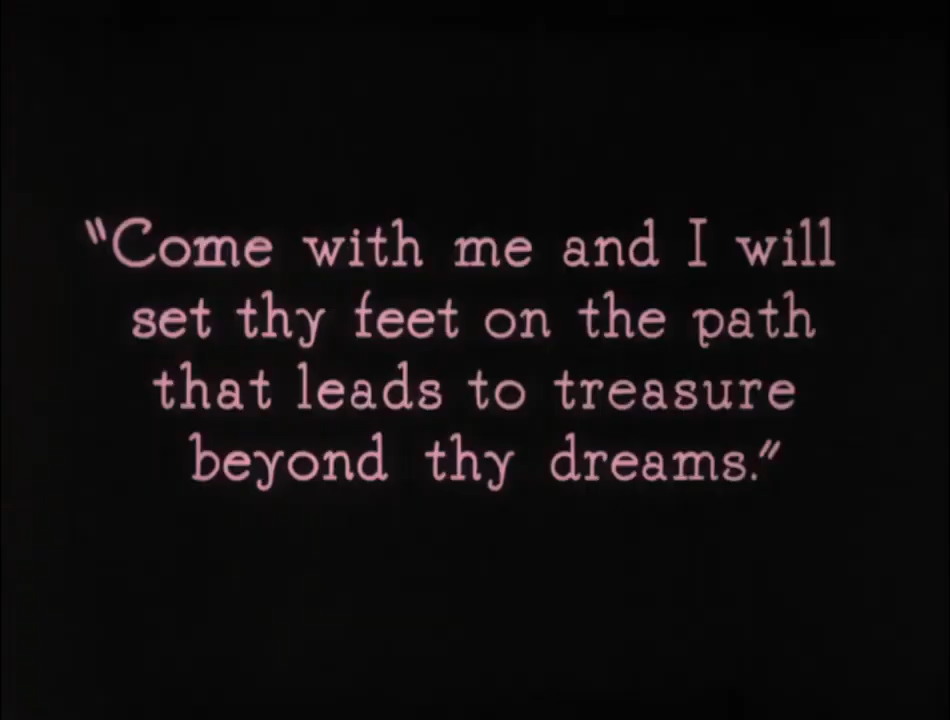 "Come with me and I will
set thy feet on the path
that leads to treasure
beyond thy dreams."